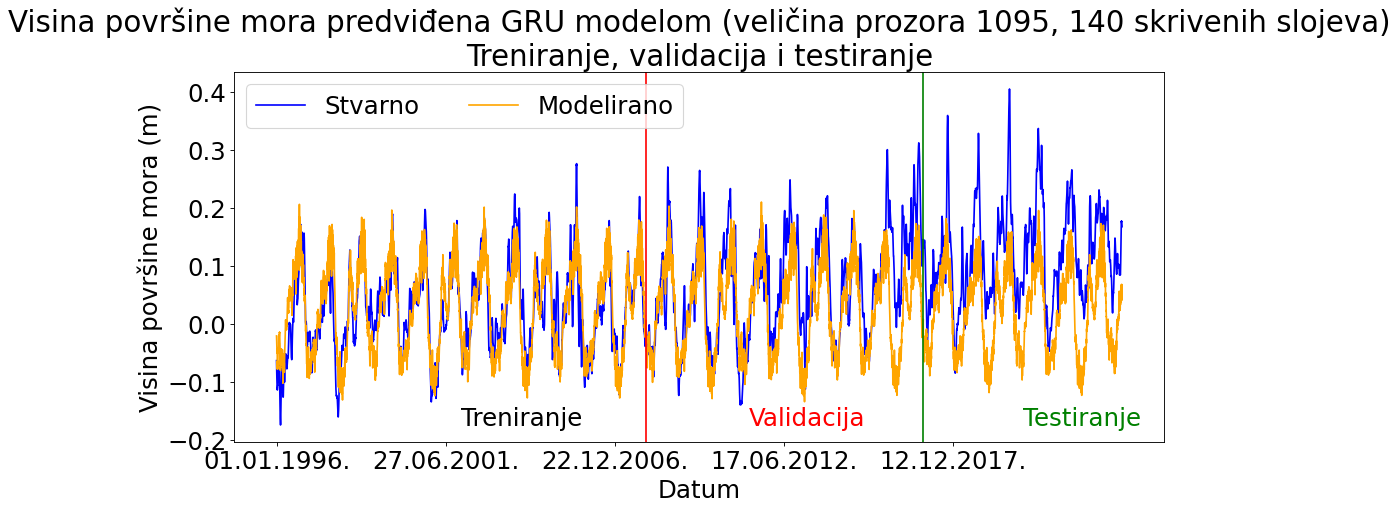 Visina površine mora predviđena GRU modelom (veličina prozora 1095, 140 skrivenih slojeva)
Treniranje, validacija i testiranje
Stvarno Modelirano
Visina površine mora (m)
0.4
0.3
0.2
0.1
0.0
−0.1
−0.2
Treniranje Validacija Testiranje
01.01.1996. 27.06.2001. 22.12.2006. 17.06.2012. 12.12.2017.
Datum